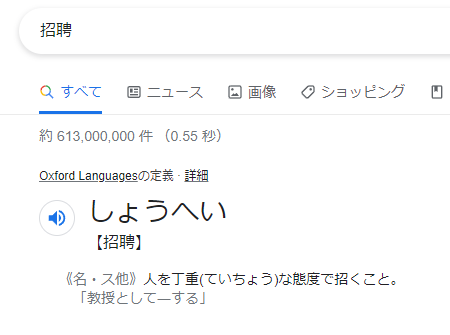 招聘
すべて ニュース 画像 ショッピング
約 613,000,000 件 （0.55 秒）
Oxford Languagesの定義 · 詳細
しょうへい
【招聘】
《名・ス他》人を丁重(ていちょう)な態度で招くこと。
「教授として―する」